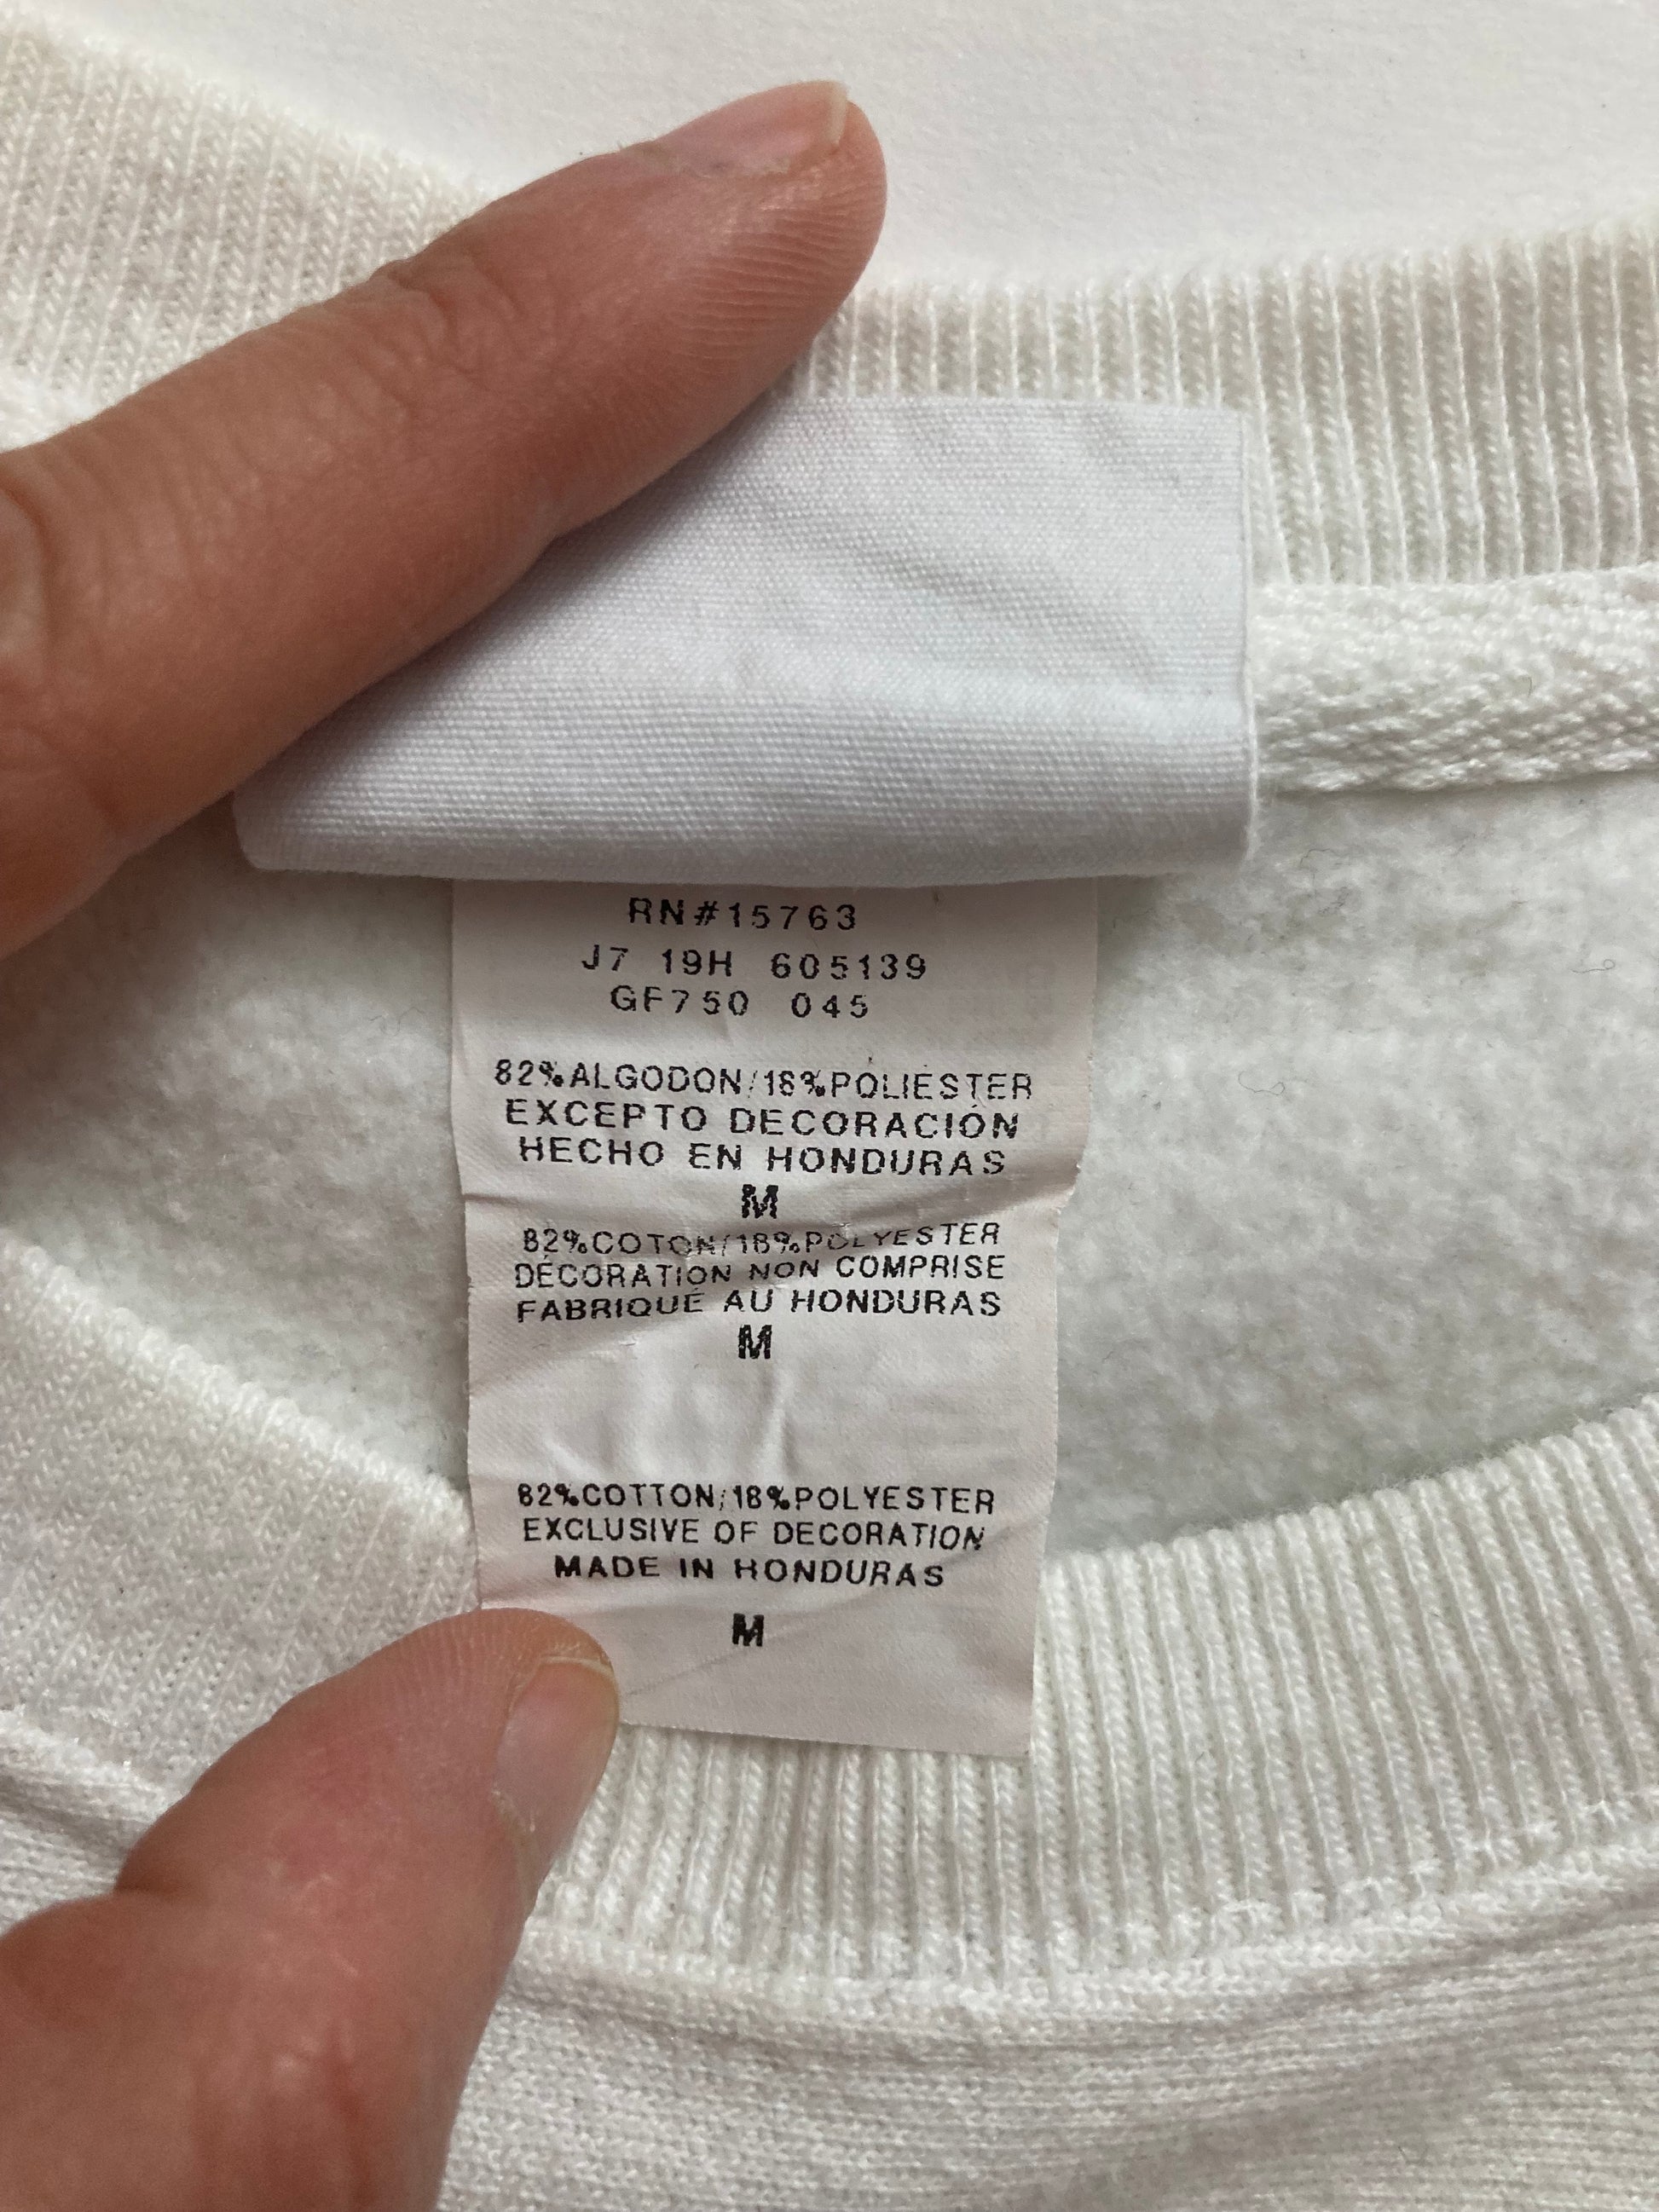 RN#15763
J7 19H 605139
GF750 045
82%ALGODON/18%POLIESTER
EXCEPTO DECORACIÓN
HECHO EN HONDURAS
M
82%COTON/18%POLYESTER
DÉCORATION NON COMPRISE
FABRIQUÉ AU HONDURAS
M
82%COTTON/18%POLYESTER
EXCLUSIVE OF DECORATION
MADE IN HONDURAS
M